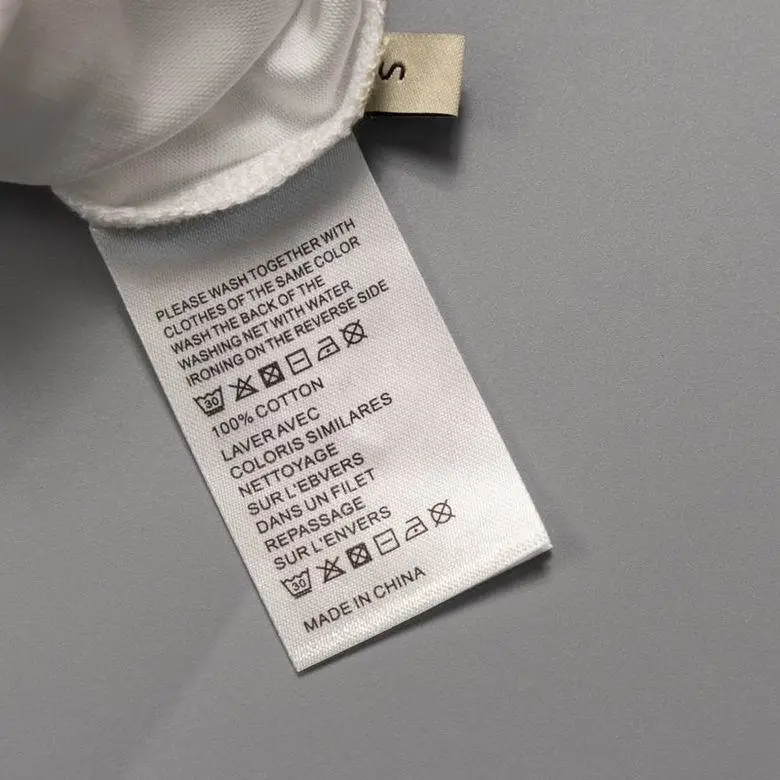 S
PLEASE WASH TOGETHER WITH
CLOTHES OF THE SAME COLOR
WASH THE BACK OF THE
WASHING NET WITH WATER
IRONING ON THE REVERSE SIDE
30
100% COTTON
LAVER AVEC
COLORIS SIMILARES
NETTOYAGE
SUR L'EBVERS
DANS UN FILET
REPASSAGE
SUR L'ENVERS
30
MADE IN CHINA